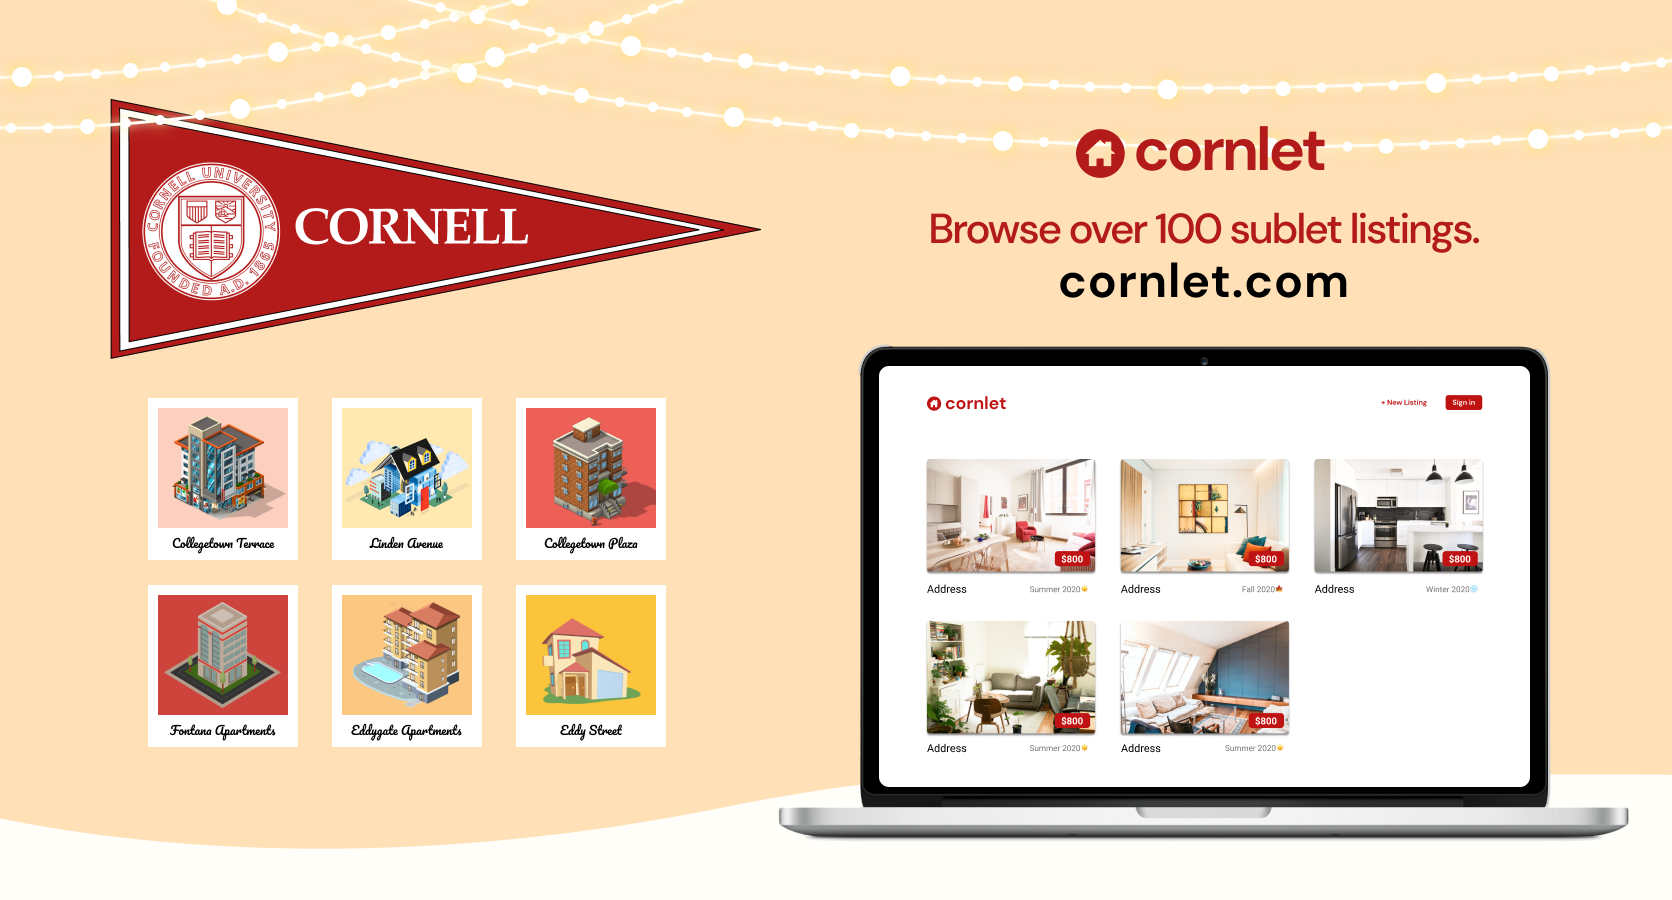 CORNELL UNIVERSITY
FOUNDED A.D. 1865
CORNELL
cornlet
Browse over 100 sublet listings.
cornlet.com
Collegetown Terrace
Linden Avenue
Collegetown Plaza
Fontana Apartments
Eddygate Apartments
Eddy Street
cornlet
+ New Listing
Sign in
$800
$800
$800
Address
Summer 2020
Address
Fall 2020
Address
Winter 2020
$800
$800
Address
Summer 2020
Address
Summer 2020